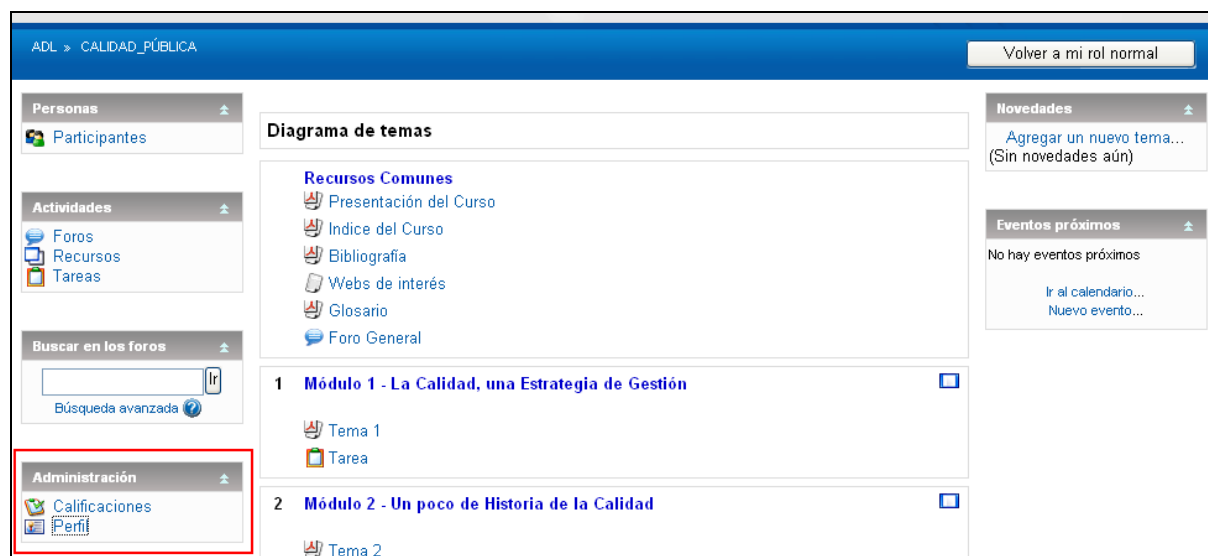 ADL » CALIDAD_PÚBLICA
Volver a mi rol normal
Personas
Participantes
Actividades
Foros
Recursos
Tareas
Buscar en los foros
Ir
Búsqueda avanzada
Administración
Calificaciones
Perfil
Diagrama de temas
Recursos Comunes
Presentación del Curso
Indice del Curso
Bibliografía
Webs de interés
Glosario
Foro General
1 Módulo 1 - La Calidad, una Estrategia de Gestión
Tema 1
Tarea
2 Módulo 2 - Un poco de Historia de la Calidad
Tema 2
Novedades
Agregar un nuevo tema...
(Sin novedades aún)
Eventos próximos
No hay eventos próximos
Ir al calendario...
Nuevo evento...